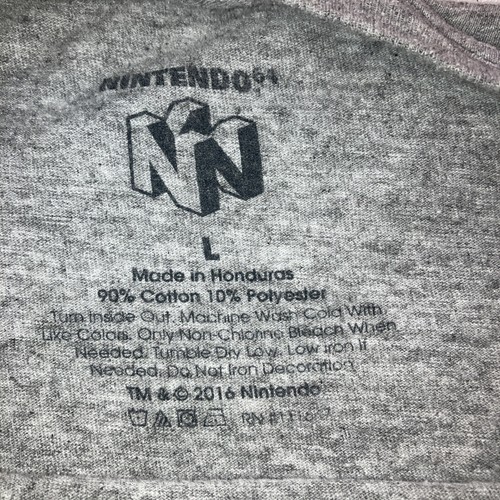 NINTENDO64
L
Made in Honduras
90% Cotton 10% Polyester
Turn Inside Out. Machine Wash Cold With
Like Colors. Only Non-Chlorine Bleach When
Needed. Tumble Dry Low. Low Iron If
Needed. Do Not Iron Decoration.
TM & © 2016 Nintendo
RN